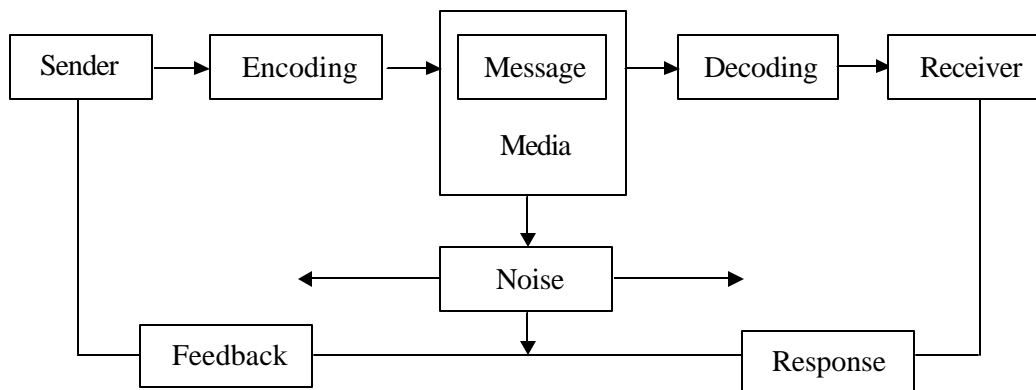 Sender
Encoding
Message
Decoding
Receiver
Media
Noise
Feedback
Response